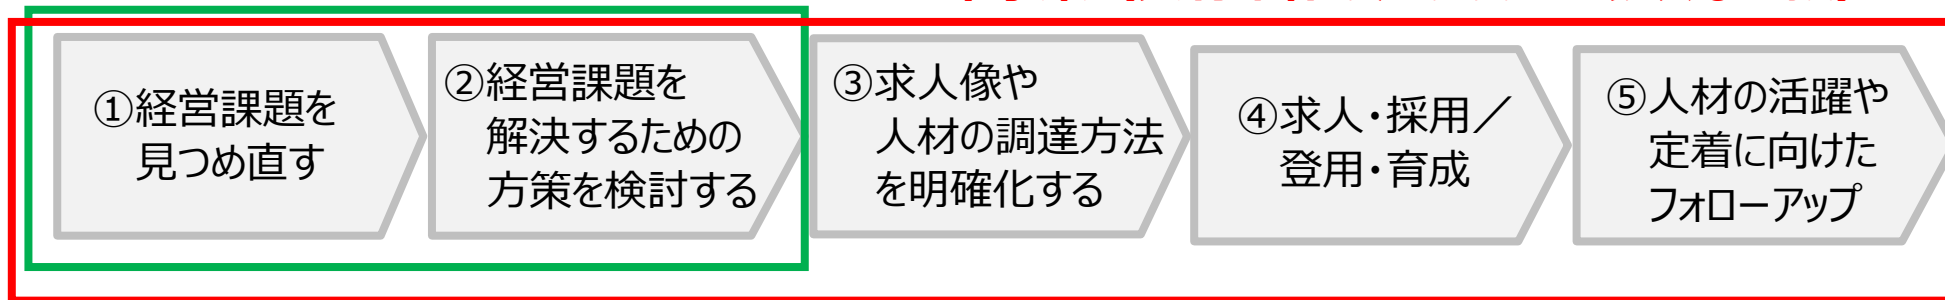 ①経営課題を
見つめ直す
②経営課題を
解決するための
方策を検討する
③求人像や
人材の調達方法
を明確化する
④求人・採用／
登用・育成
⑤人材の活躍や
定着に向けた
フォローアップ